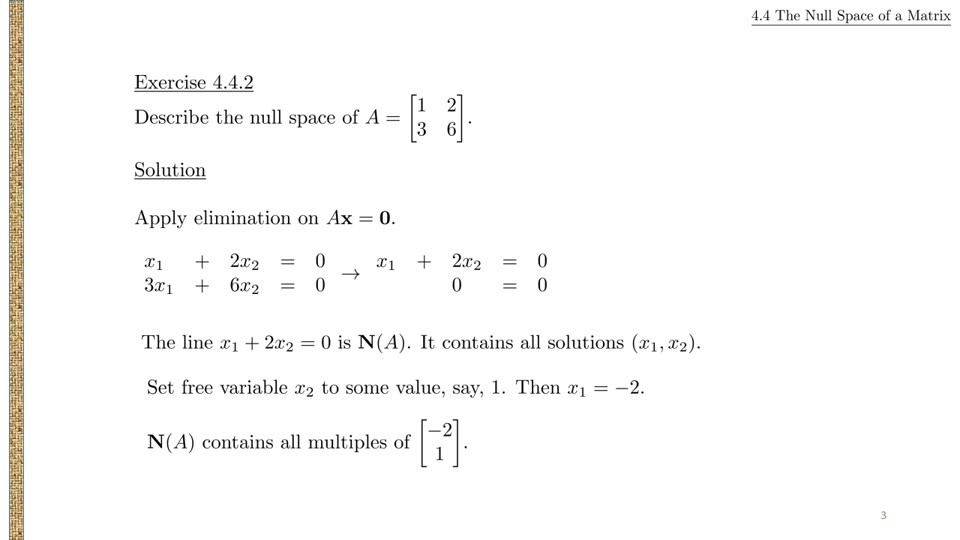 4.4 The Null Space of a Matrix
Exercise 4.4.2
Describe the null space of A = [1 2; 3 6].
Solution
Apply elimination on Ax = 0.
x₁ + 2x₂ = 0 → x₁ + 2x₂ = 0
3x₁ + 6x₂ = 0 0 = 0
The line x₁ + 2x₂ = 0 is N(A). It contains all solutions (x₁, x₂).
Set free variable x₂ to some value, say, 1. Then x₁ = −2.
N(A) contains all multiples of [−2; 1].
3